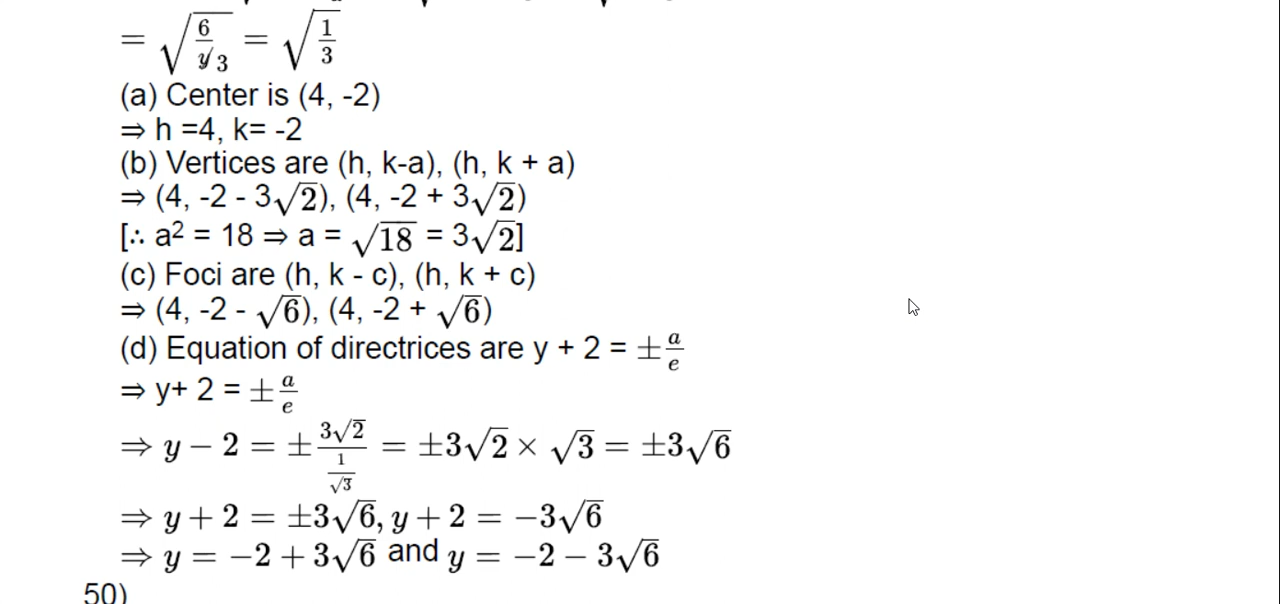 = √(6/y 3) = √(1/3)
(a) Center is (4, -2)
⇒ h =4, k= -2
(b) Vertices are (h, k-a), (h, k + a)
⇒ (4, -2 - 3√2), (4, -2 + 3√2)
[∴ a² = 18 ⇒ a = √18 = 3√2]
(c) Foci are (h, k - c), (h, k + c)
⇒ (4, -2 - √6), (4, -2 + √6)
(d) Equation of directrices are y + 2 = ±a/e
⇒ y+ 2 = ±a/e
⇒ y − 2 = ±3√2/(1/√3) = ±3√2 × √3 = ±3√6
⇒ y + 2 = ±3√6, y + 2 = −3√6
⇒ y = −2 + 3√6 and y = −2 − 3√6
50)